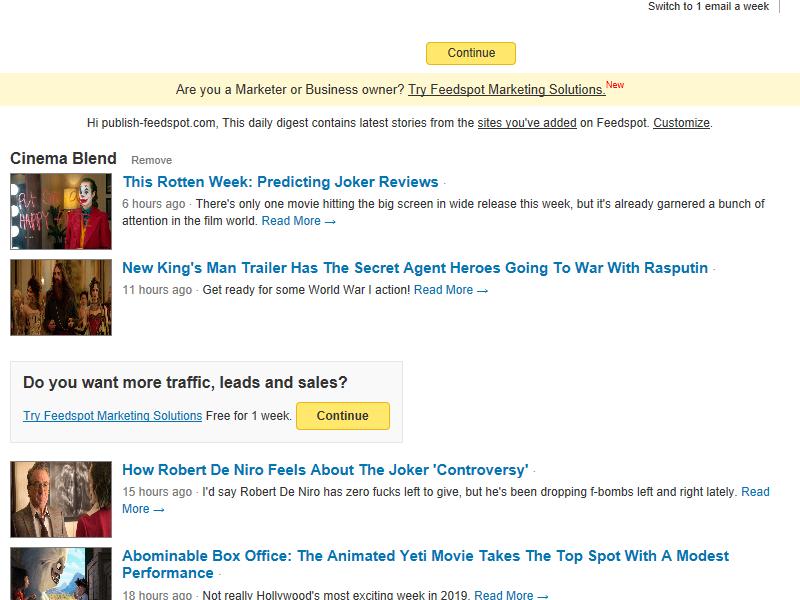 Switch to 1 email a week
Continue
Are you a Marketer or Business owner? Try Feedspot Marketing Solutions.New
Hi publish-feedspot.com, This daily digest contains latest stories from the sites you've added on Feedspot. Customize.
Cinema Blend Remove
This Rotten Week: Predicting Joker Reviews ·
6 hours ago · There's only one movie hitting the big screen in wide release this week, but it's already garnered a bunch of
attention in the film world. Read More →
New King's Man Trailer Has The Secret Agent Heroes Going To War With Rasputin ·
11 hours ago · Get ready for some World War I action! Read More →
Do you want more traffic, leads and sales?
Try Feedspot Marketing Solutions Free for 1 week. Continue
How Robert De Niro Feels About The Joker 'Controversy' ·
15 hours ago · I'd say Robert De Niro has zero fucks left to give, but he's been dropping f-bombs left and right lately. Read
More →
Abominable Box Office: The Animated Yeti Movie Takes The Top Spot With A Modest
Performance ·
18 hours ago · Not really Hollywood's most exciting week in 2019. Read More →